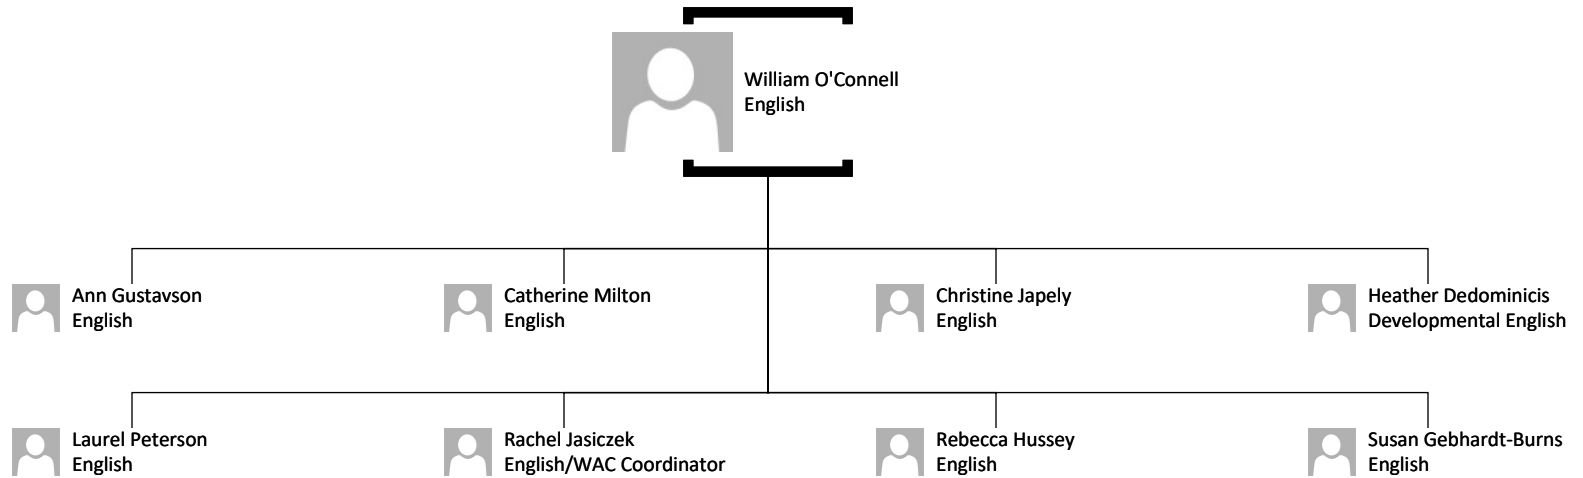 William O'Connell
English
Ann Gustavson
English
Catherine Milton
English
Christine Japely
English
Heather Dedominicis
Developmental English
Laurel Peterson
English
Rachel Jasiczek
English/WAC Coordinator
Rebecca Hussey
English
Susan Gebhardt-Burns
English